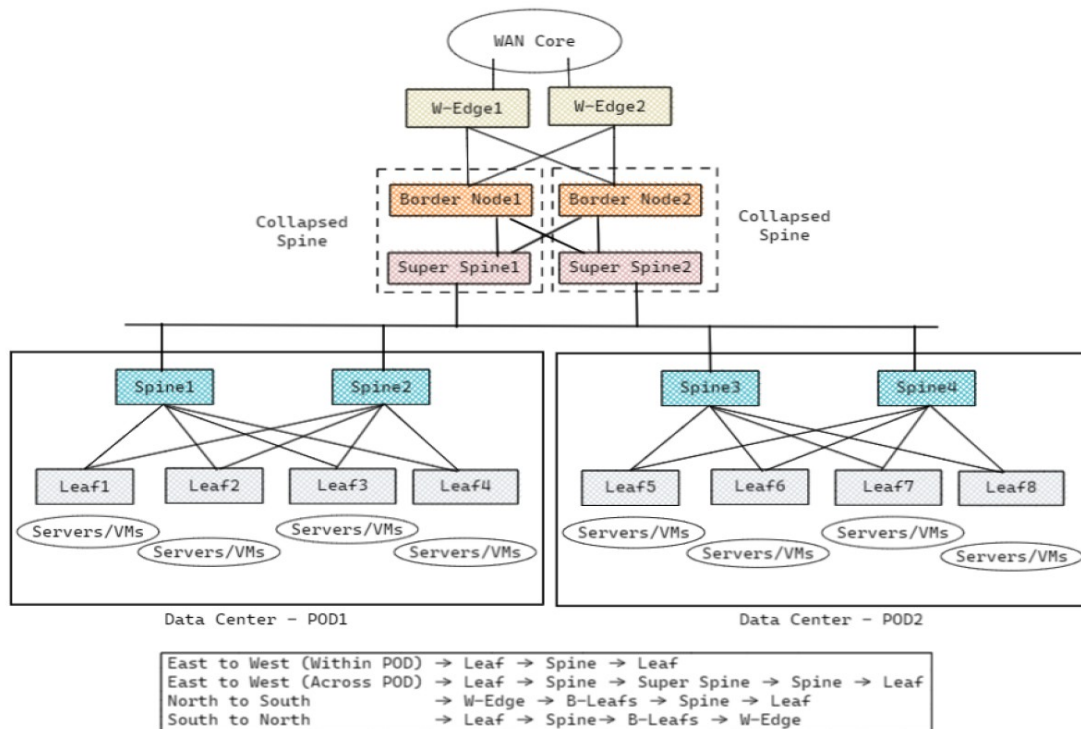 WAN Core
W-Edge1
W-Edge2
Border Node1
Border Node2
Collapsed
Spine
Collapsed
Spine
Super Spine1
Super Spine2
Spine1
Spine2
Spine3
Spine4
Leaf1
Leaf2
Leaf3
Leaf4
Leaf5
Leaf6
Leaf7
Leaf8
Servers/VMs
Servers/VMs
Servers/VMs
Servers/VMs
Servers/VMs
Servers/VMs
Servers/VMs
Servers/VMs
Data Center - POD1
Data Center - POD2
East to West (Within POD) → Leaf → Spine → Leaf
East to West (Across POD) → Leaf → Spine → Super Spine → Spine → Leaf
North to South → W-Edge → B-Leafs → Spine → Leaf
South to North → Leaf → Spine→ B-Leafs → W-Edge